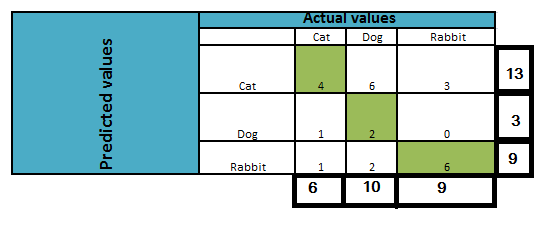 Actual values
Predicted values
Cat Dog Rabbit
Cat 4 6 3 13
Dog 1 2 0 3
Rabbit 1 2 6 9
6 10 9